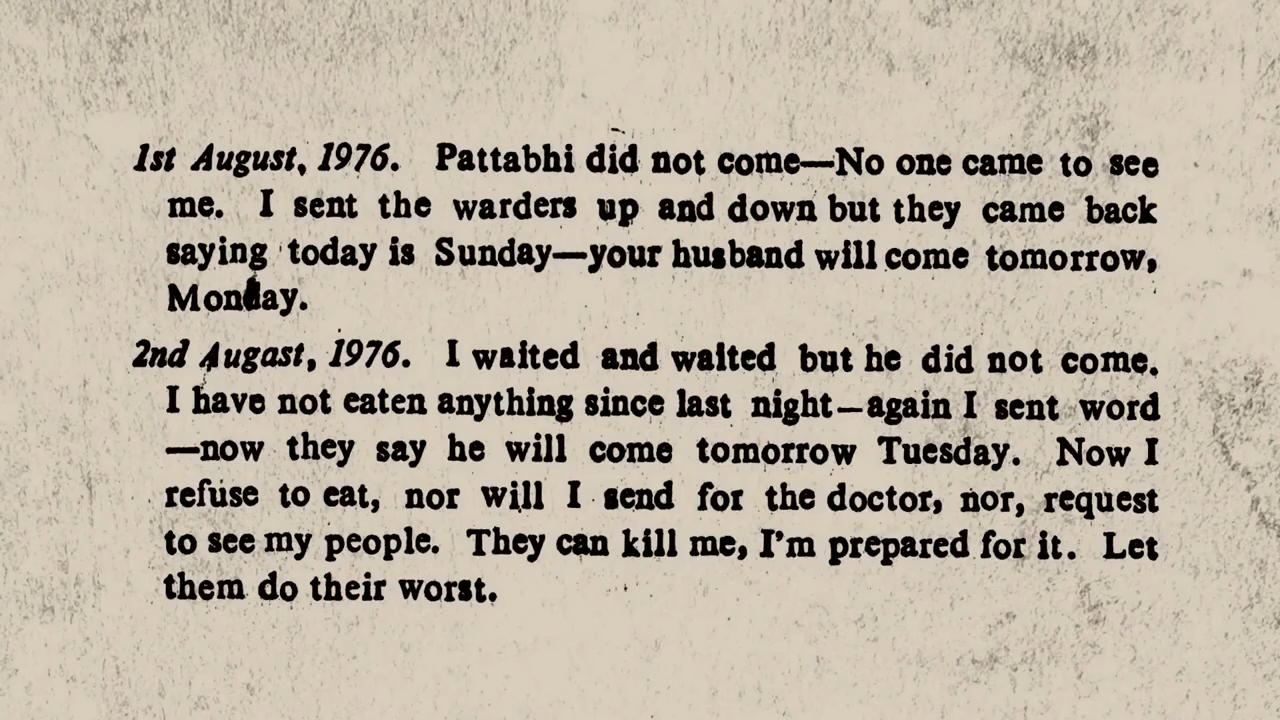 1st August, 1976. Pattabhi did not come—No one came to see
me. I sent the warders up and down but they came back
saying today is Sunday—your husband will come tomorrow,
Monday.
2nd Augast, 1976. I waited and waited but he did not come.
I have not eaten anything since last night—again I sent word
—now they say he will come tomorrow Tuesday. Now I
refuse to eat, nor will I send for the doctor, nor, request
to see my people. They can kill me, I'm prepared for it. Let
them do their worst.